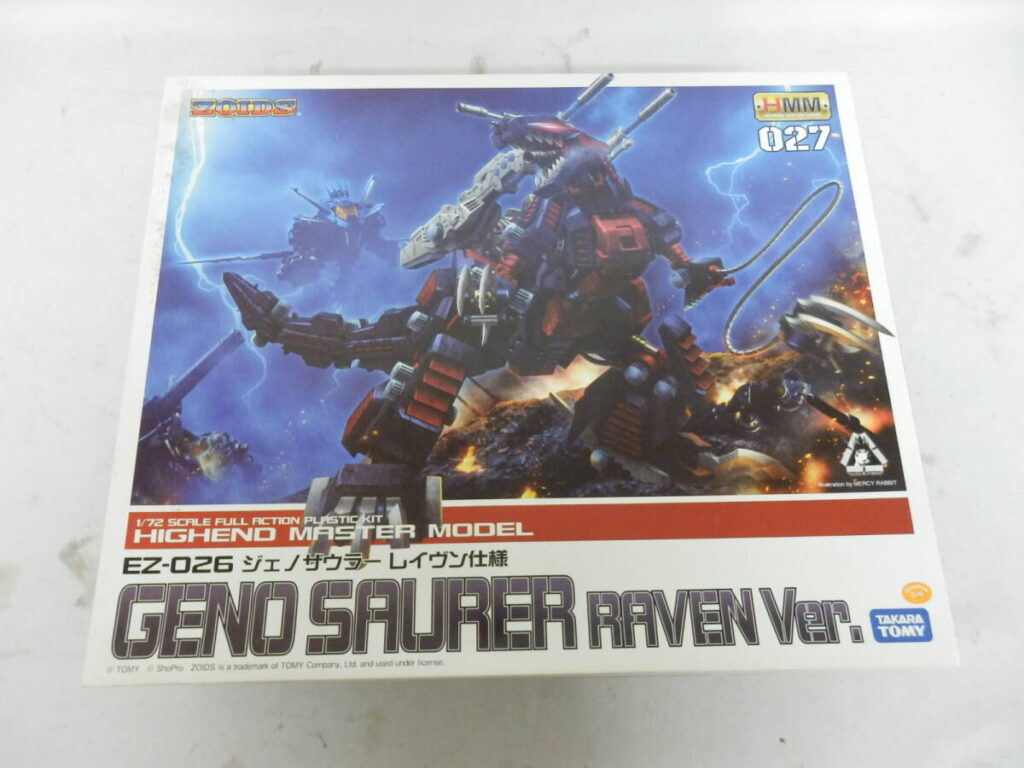 ZOIDS
HMM
027
Illustration by MERCY RABBIT
1/72 SCALE FULL ACTION PLASTIC KIT
HIGHEND MASTER MODEL
EZ-026 ジェノザウラー レイヴン仕様
GENO SAURER RAVEN Ver.
TAKARA
TOMY
© TOMY © ShoPro ZOIDS is a trademark of TOMY Company, Ltd. and used under license.